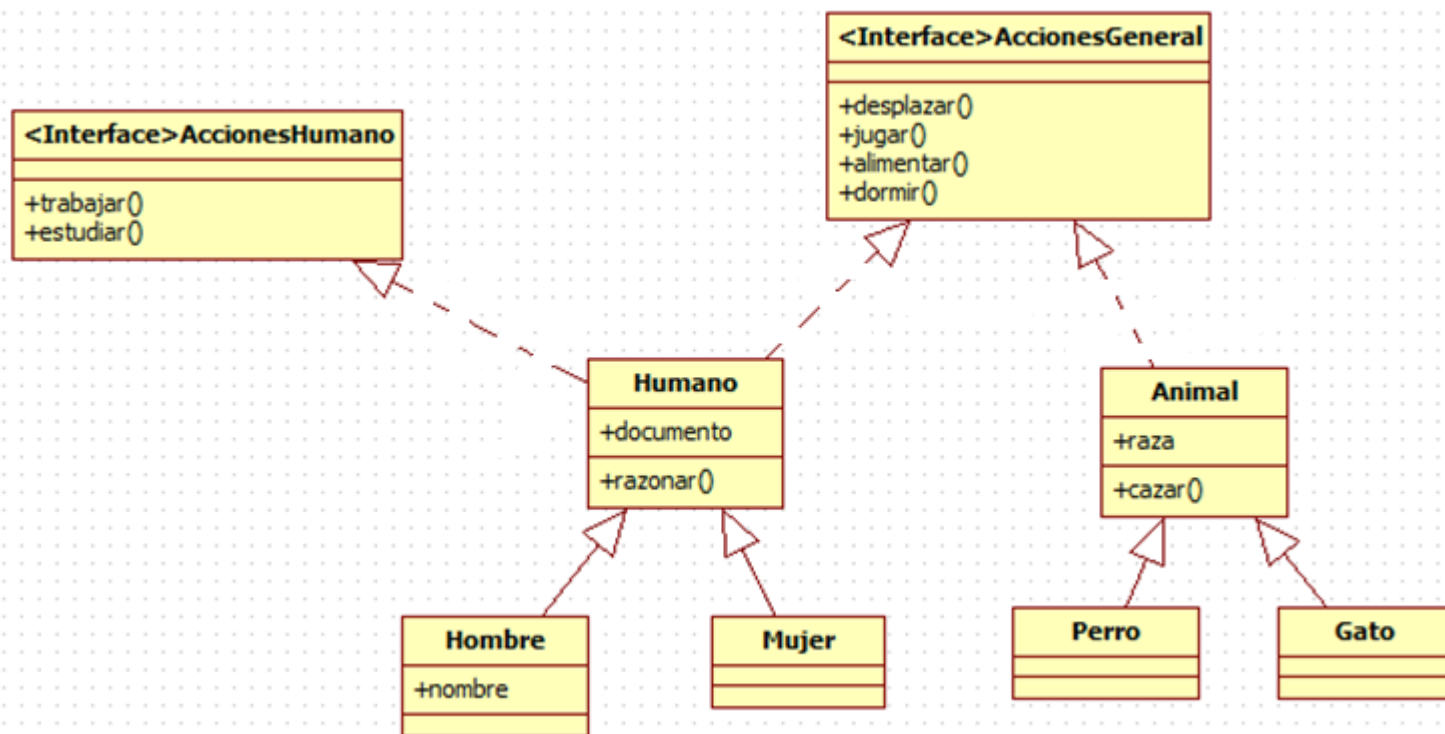 <Interface>AccionesGeneral
+desplazar()
+jugar()
+alimentar()
+dormir()
<Interface>AccionesHumano
+trabajar()
+estudiar()
Humano
+documento
+razonar()
Animal
+raza
+cazar()
Hombre
+nombre
Mujer
Perro
Gato